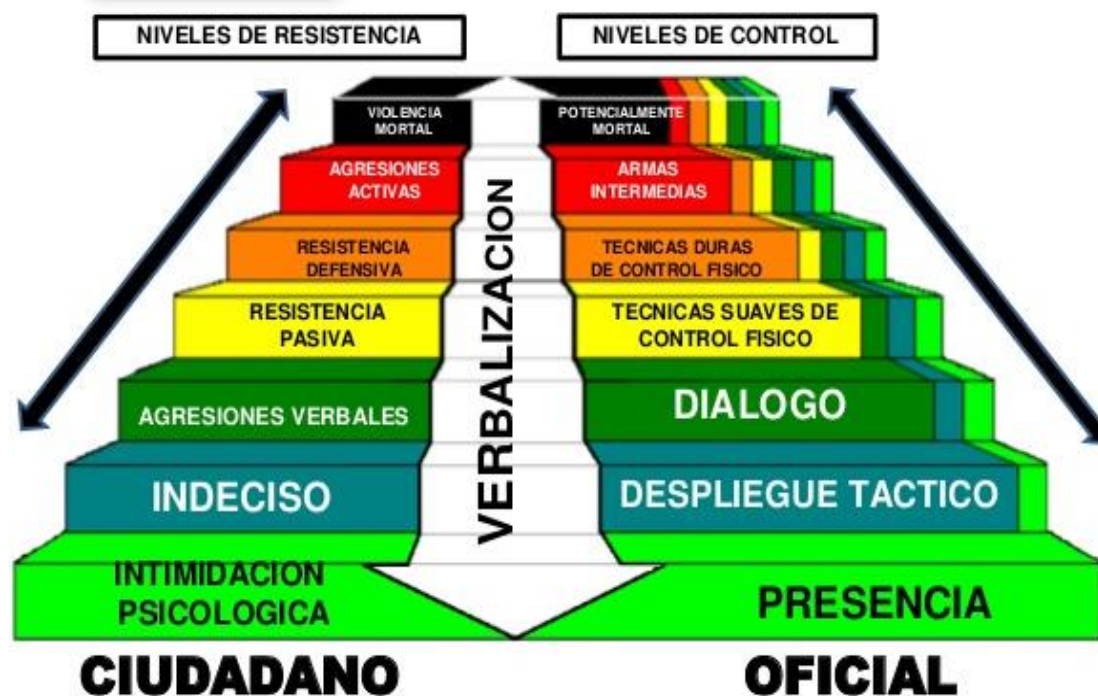 NIVELES DE RESISTENCIA
NIVELES DE CONTROL
VIOLENCIA
MORTAL
POTENCIALMENTE
MORTAL
AGRESIONES
ACTIVAS
ARMAS
INTERMEDIAS
RESISTENCIA
DEFENSIVA
TECNICAS DURAS
DE CONTROL FISICO
RESISTENCIA
PASIVA
TECNICAS SUAVES DE
CONTROL FISICO
AGRESIONES VERBALES
DIALOGO
INDECISO
DESPLIEGUE TACTICO
INTIMIDACION
PSICOLOGICA
PRESENCIA
VERBALIZACION
CIUDADANO
OFICIAL